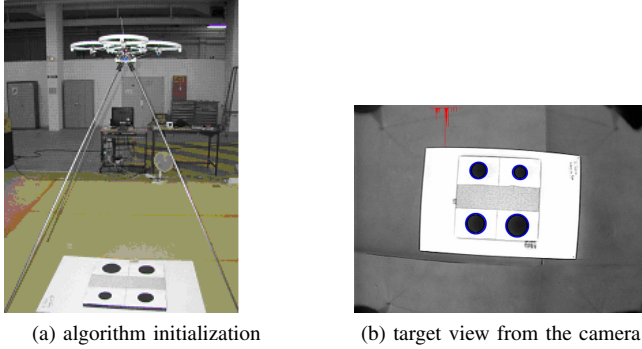 (a) algorithm initialization
(b) target view from the camera